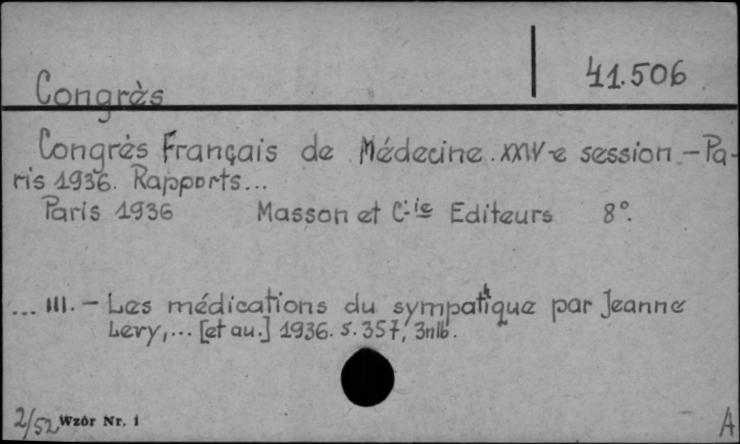 41.506
Congrès
Congrès Français de Médecine. XXIV-e session. - Pa-
ris 1936. Rapports...
Paris 1936 Masson et C-ie Editeurs 8°.
... III. - Les médications du sympatique par Jeanne
Levy, ... [et au.] 1936. s. 357, 3nlb.
2/52 Wzór Nr. 1 A